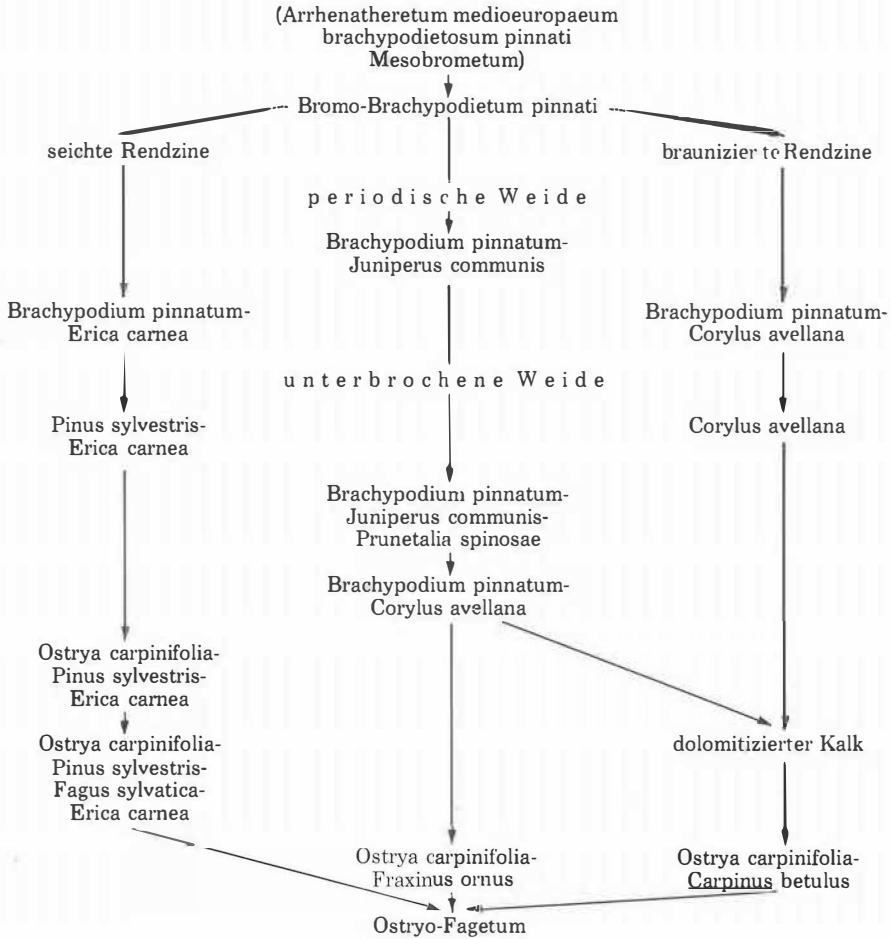 (Arrhenatheretum medioeuropaeum
brachypodietosum pinnati
Mesobrometum)
Bromo-Brachypodietum pinnati
seichte Rendzine
braunizierte Rendzine
periodische Weide
Brachypodium pinnatum-
Juniperus communis
Brachypodium pinnatum-
Erica carnea
Brachypodium pinnatum-
Corylus avellana
unterbrochene Weide
Pinus sylvestris-
Erica carnea
Corylus avellana
Brachypodium pinnatum-
Juniperus communis-
Prunetalia spinosae
Brachypodium pinnatum-
Corylus avellana
Ostrya carpinifolia-
Pinus sylvestris-
Erica carnea
Ostrya carpinifolia-
Pinus sylvestris-
Fagus sylvatica-
Erica carnea
dolomitizierter Kalk
Ostrya carpinifolia-
Fraxinus ornus
Ostrya carpinifolia-
Carpinus betulus
Ostryo-Fagetum